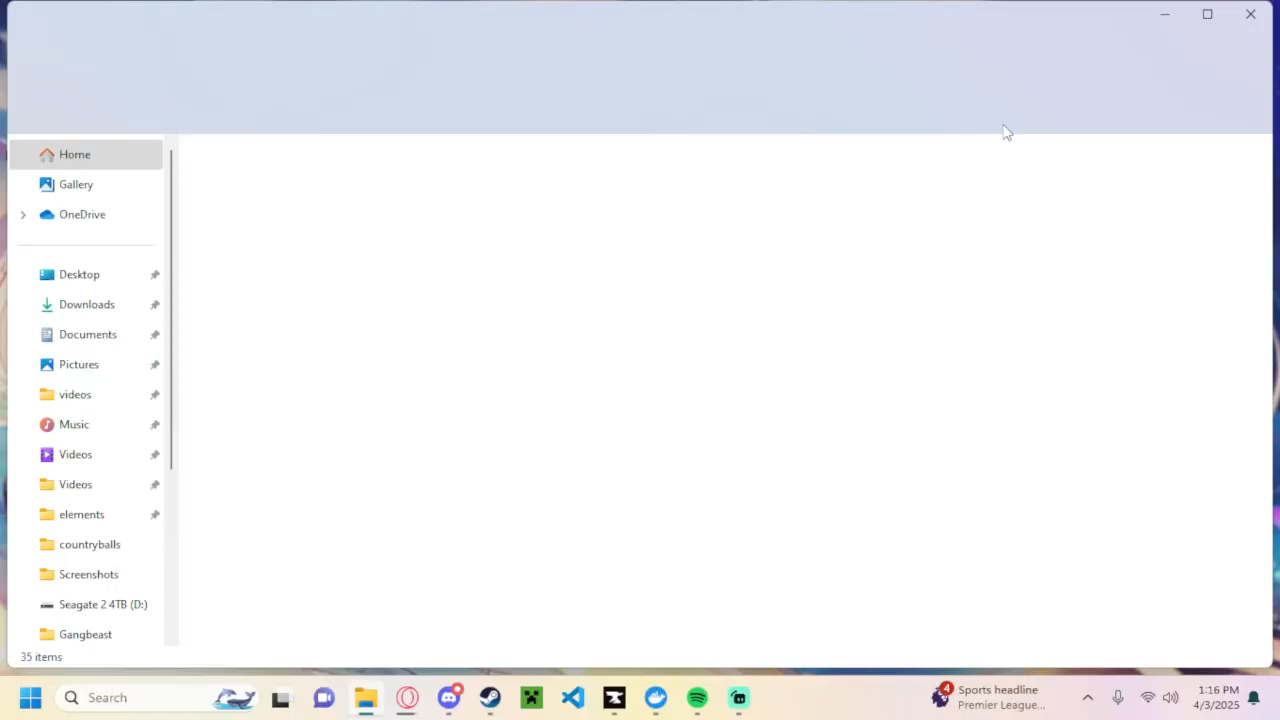 Home
Gallery
OneDrive
Desktop
Downloads
Documents
Pictures
videos
Music
Videos
Videos
elements
countryballs
Screenshots
Seagate 2 4TB (D:)
Gangbeast
35 items
Search
4
Sports headline
Premier League...
1:16 PM
4/3/2025